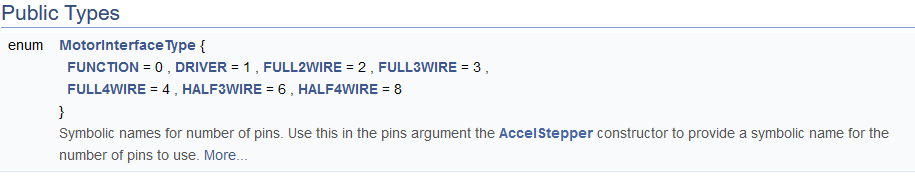 Public Types
enum MotorInterfaceType {
FUNCTION = 0 , DRIVER = 1 , FULL2WIRE = 2 , FULL3WIRE = 3 ,
FULL4WIRE = 4 , HALF3WIRE = 6 , HALF4WIRE = 8
}
Symbolic names for number of pins. Use this in the pins argument the AccelStepper constructor to provide a symbolic name for the
number of pins to use. More...